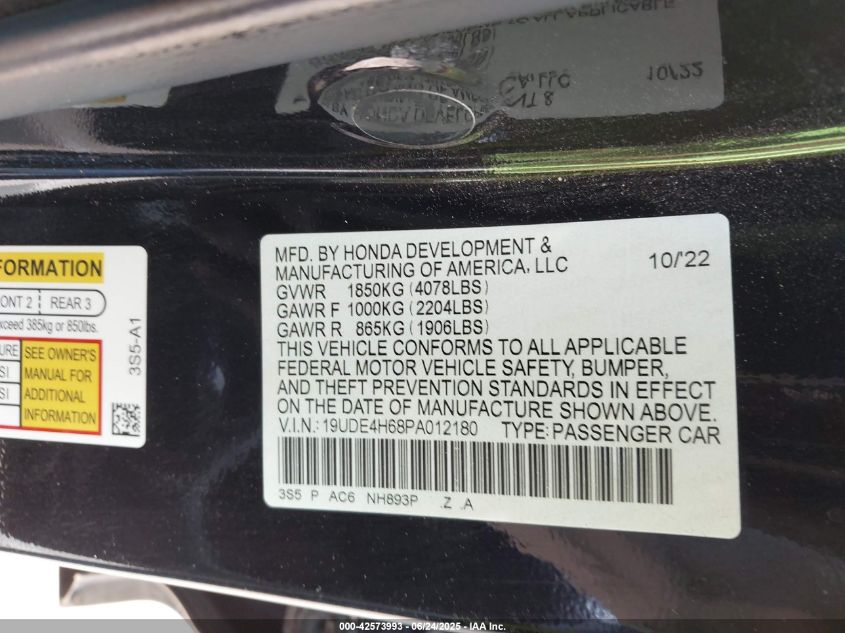 MFD. BY HONDA DEVELOPMENT &
MANUFACTURING OF AMERICA, LLC 10/'22
GVWR 1850KG (4078LBS)
GAWR F 1000KG (2204LBS)
GAWR R 865KG (1906LBS)
THIS VEHICLE CONFORMS TO ALL APPLICABLE
FEDERAL MOTOR VEHICLE SAFETY, BUMPER,
AND THEFT PREVENTION STANDARDS IN EFFECT
ON THE DATE OF MANUFACTURE SHOWN ABOVE.
V.I.N.: 19UDE4H68PA012180 TYPE: PASSENGER CAR
3S5 P AC6 NH893P .Z .A
FORMATION
ONT 2 REAR 3
xceed 385kg or 850lbs.
URE
SI
SI
SEE OWNER'S
MANUAL FOR
ADDITIONAL
INFORMATION
3S5-A1
000-42573993 - 06/24/2025 - IAA Inc.